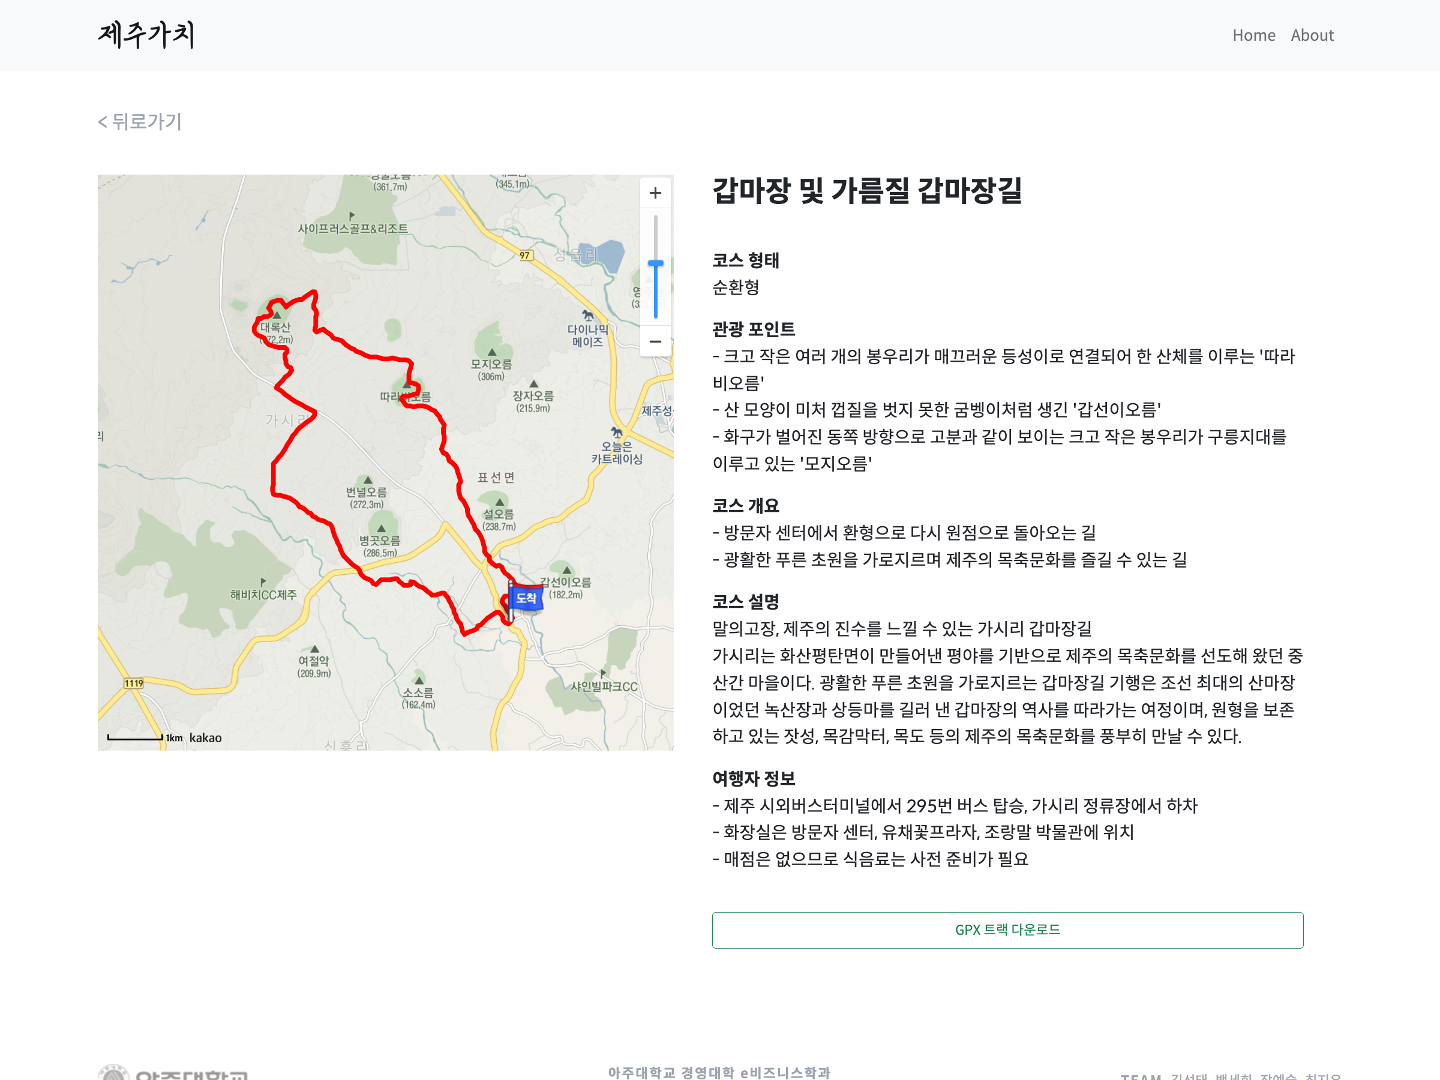 제주가치
Home
About
< 뒤로가기
(361.7m)
(345.1m)
사이프러스골프&리조트
97
성읍리
다이나믹
메이즈
대록산
모지오름
(306m)
장자오름
(215.9m)
가시리
제주성
오늘은
카트레이싱
표선면
번널오름
(272.3m)
설오름
(238.7m)
병곳오름
(286.5m)
갑선이오름
(182.2m)
도착
해비치CC제주
여절악
(209.9m)
1119
소소름
(162.4m)
샤인빌파크CC
1km
kakao
갑마장 및 가름질 갑마장길
코스 형태
순환형
관광 포인트
- 크고 작은 여러 개의 봉우리가 매끄러운 등성이로 연결되어 한 산체를 이루는 '따라
비오름'
- 산 모양이 미처 껍질을 벗지 못한 굼벵이처럼 생긴 '갑선이오름'
- 화구가 벌어진 동쪽 방향으로 고분과 같이 보이는 크고 작은 봉우리가 구릉지대를
이루고 있는 '모지오름'
코스 개요
- 방문자 센터에서 환형으로 다시 원점으로 돌아오는 길
- 광활한 푸른 초원을 가로지르며 제주의 목축문화를 즐길 수 있는 길
코스 설명
말의고장, 제주의 진수를 느낄 수 있는 가시리 갑마장길
가시리는 화산평탄면이 만들어낸 평야를 기반으로 제주의 목축문화를 선도해 왔던 중
산간 마을이다. 광활한 푸른 초원을 가로지르는 갑마장길 기행은 조선 최대의 산마장
이었던 녹산장과 상등마를 길러 낸 갑마장의 역사를 따라가는 여정이며, 원형을 보존
하고 있는 잣성, 목감막터, 목도 등의 제주의 목축문화를 풍부히 만날 수 있다.
여행자 정보
- 제주 시외버스터미널에서 295번 버스 탑승, 가시리 정류장에서 하차
- 화장실은 방문자 센터, 유채꽃프라자, 조랑말 박물관에 위치
- 매점은 없으므로 식음료는 사전 준비가 필요
GPX 트랙 다운로드
아주대학교 경영대학 e비즈니스학과
TEAM